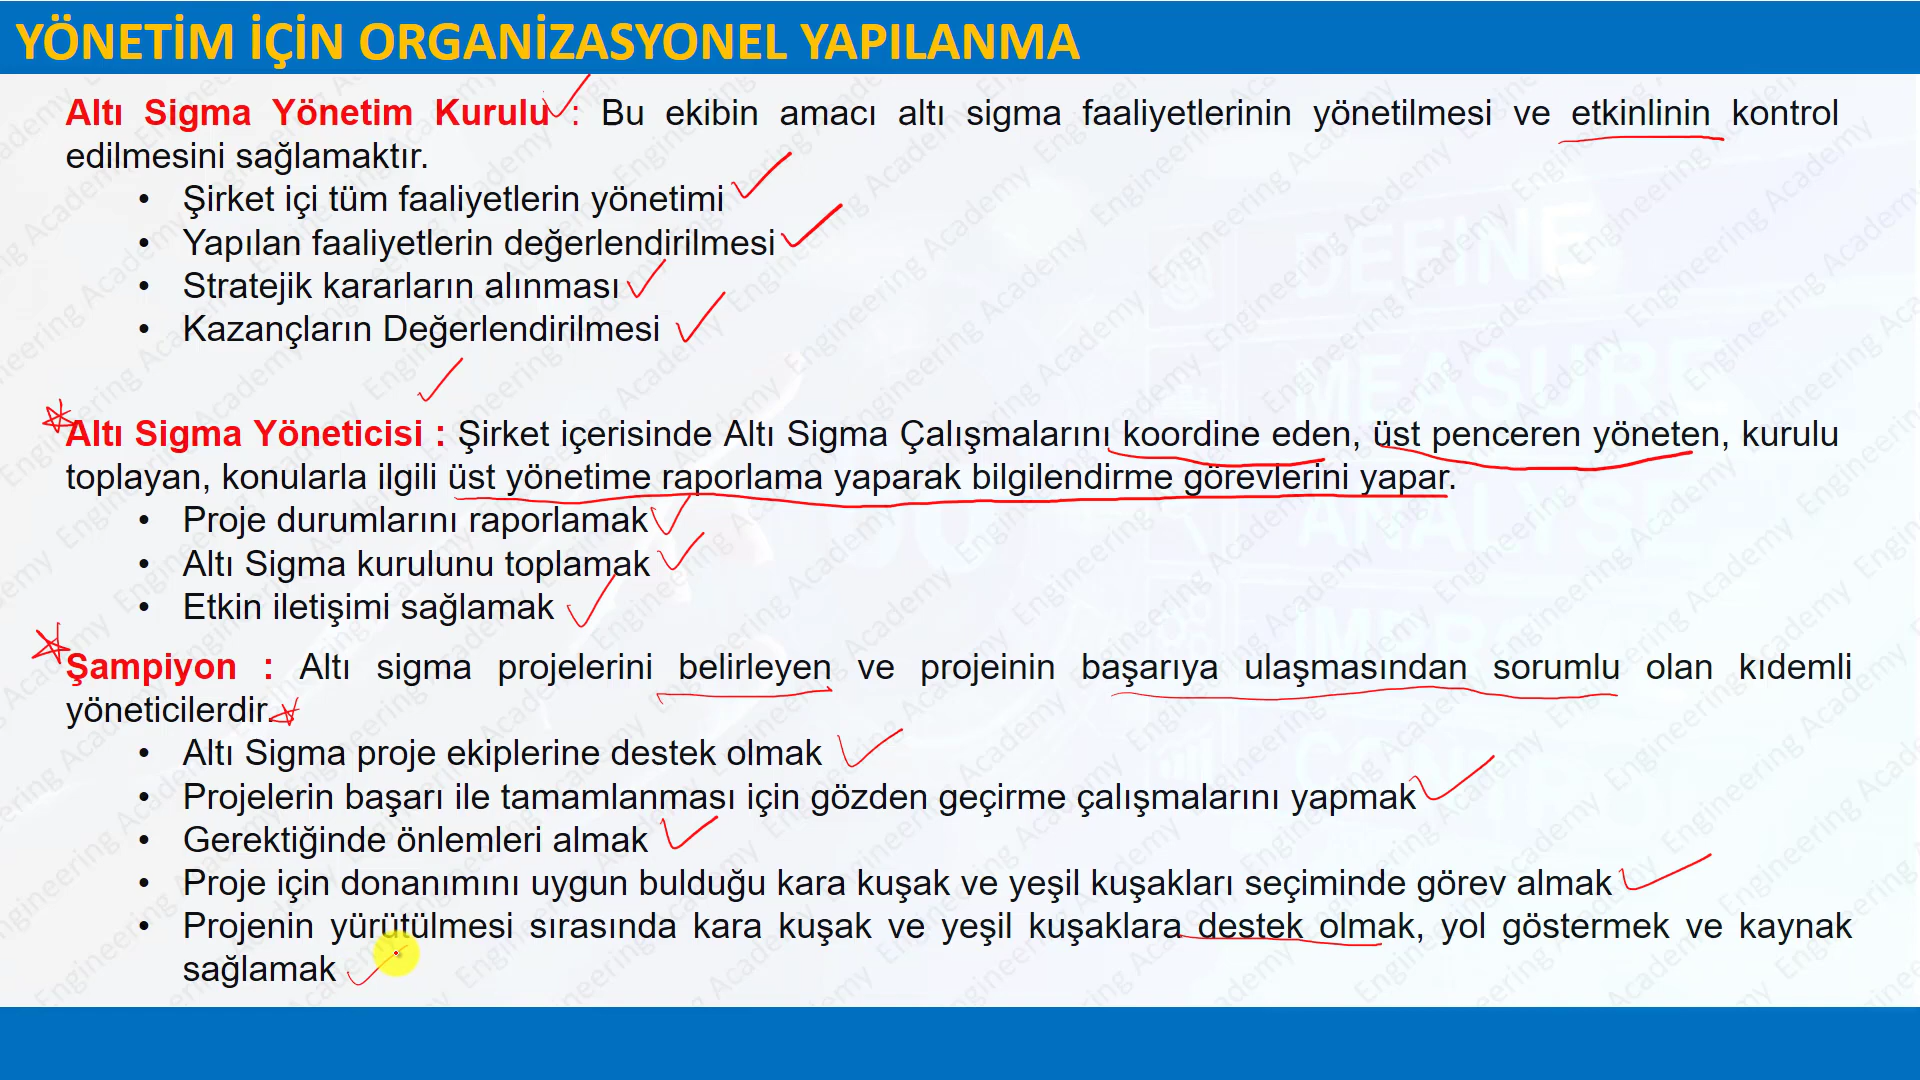 YÖNETİM İÇİN ORGANİZASYONEL YAPILANMA
Altı Sigma Yönetim Kurulu : Bu ekibin amacı altı sigma faaliyetlerinin yönetilmesi ve etkinlinin kontrol
edilmesini sağlamaktır.
• Şirket içi tüm faaliyetlerin yönetimi
• Yapılan faaliyetlerin değerlendirilmesi
• Stratejik kararların alınması
• Kazançların Değerlendirilmesi
Altı Sigma Yöneticisi : Şirket içerisinde Altı Sigma Çalışmalarını koordine eden, üst penceren yöneten, kurulu
toplayan, konularla ilgili üst yönetime raporlama yaparak bilgilendirme görevlerini yapar.
• Proje durumlarını raporlamak
• Altı Sigma kurulunu toplamak
• Etkin iletişimi sağlamak
Şampiyon : Altı sigma projelerini belirleyen ve projeinin başarıya ulaşmasından sorumlu olan kıdemli
yöneticilerdir.
• Altı Sigma proje ekiplerine destek olmak
• Projelerin başarı ile tamamlanması için gözden geçirme çalışmalarını yapmak
• Gerektiğinde önlemleri almak
• Proje için donanımını uygun bulduğu kara kuşak ve yeşil kuşakları seçiminde görev almak
• Projenin yürütülmesi sırasında kara kuşak ve yeşil kuşaklara destek olmak, yol göstermek ve kaynak
sağlamak
DEFINE
MEASURE
Engineering Academy